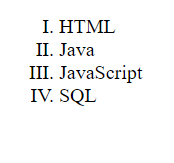 I. HTML
II. Java
III. JavaScript
IV. SQL